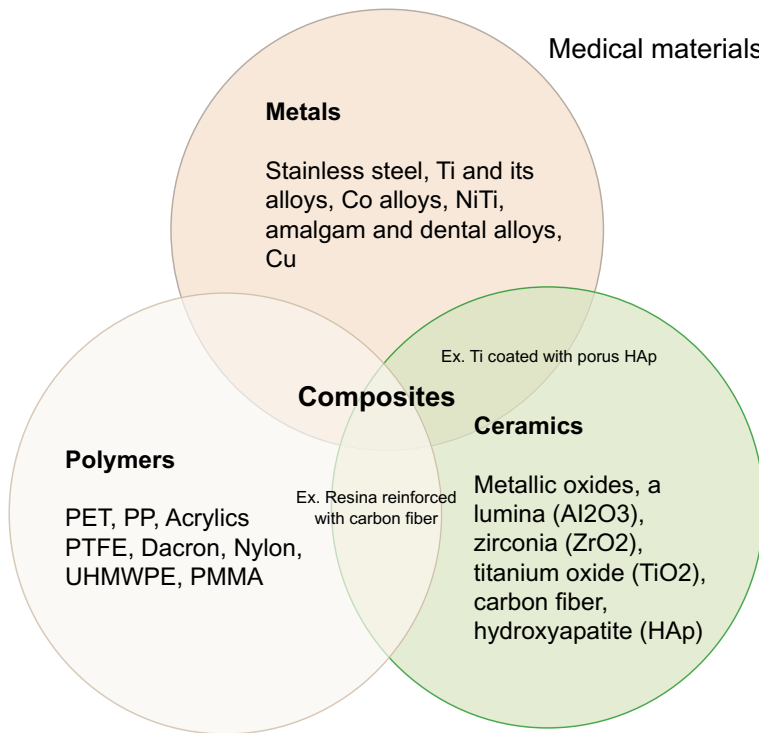 Medical materials
Metals
Stainless steel, Ti and its
alloys, Co alloys, NiTi,
amalgam and dental alloys,
Cu
Ex. Ti coated with porus HAp
Composites
Polymers
PET, PP, Acrylics
PTFE, Dacron, Nylon,
UHMWPE, PMMA
Ex. Resina reinforced
with carbon fiber
Ceramics
Metallic oxides, a
lumina (Al2O3),
zirconia (ZrO2),
titanium oxide (TiO2),
carbon fiber,
hydroxyapatite (HAp)